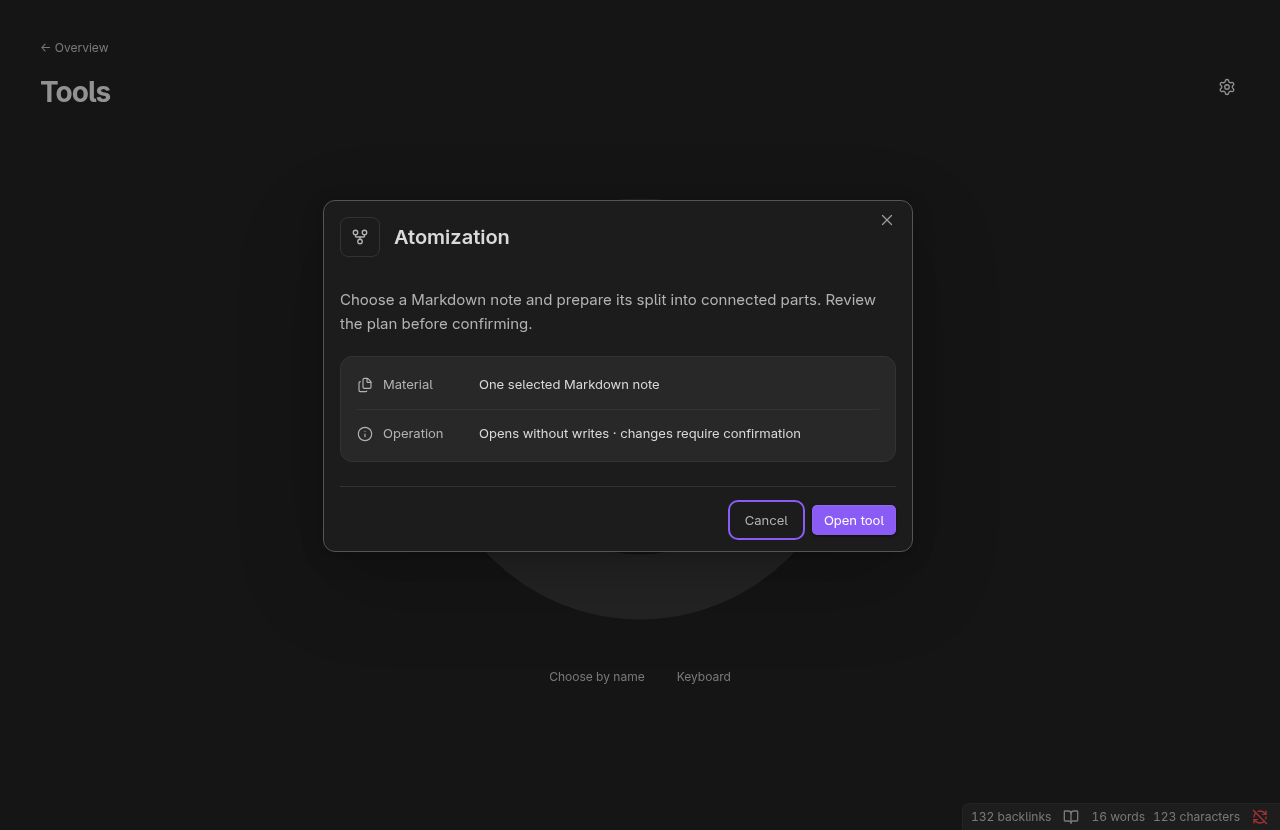 ← Overview
Tools
Atomization
Choose a Markdown note and prepare its split into connected parts. Review
the plan before confirming.
Material One selected Markdown note
Operation Opens without writes · changes require confirmation
Cancel Open tool
Choose by name Keyboard
132 backlinks 16 words 123 characters